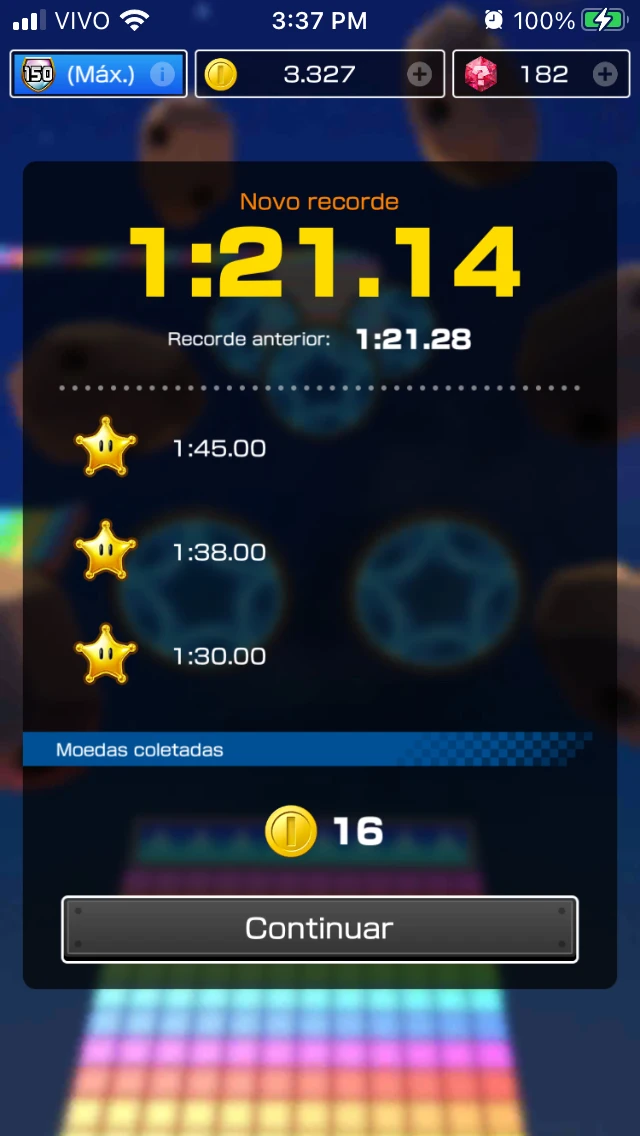 VIVO 3:37 PM 100%
150 (Máx.) i 3.327 + ? 182 +
Novo recorde
1:21.14
Recorde anterior: 1:21.28
1:45.00
1:38.00
1:30.00
Moedas coletadas
16
Continuar